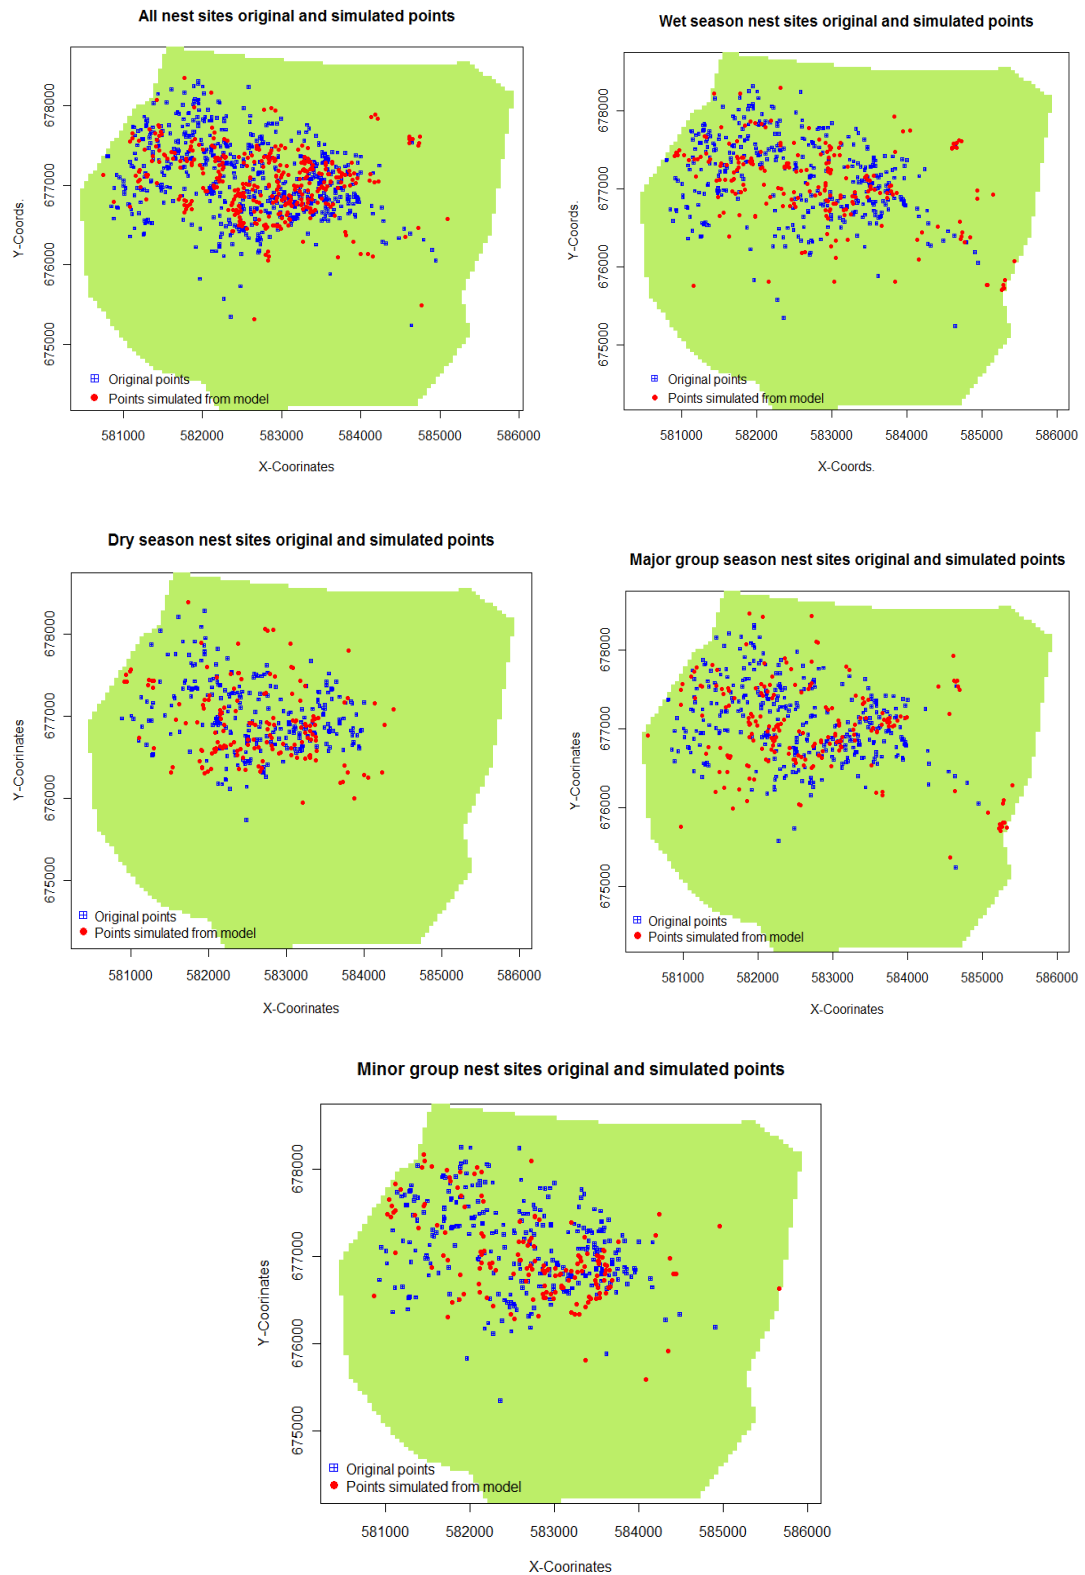 All nest sites original and simulated points
Y-Coords.
678000
677000
676000
675000
Original points
Points simulated from model
581000 582000 583000 584000 585000 586000
X-Coorinates
Wet season nest sites original and simulated points
Y-Coords.
678000
677000
676000
675000
Original points
Points simulated from model
581000 582000 583000 584000 585000 586000
X-Coords.
Dry season nest sites original and simulated points
Y-Coorinates
678000
677000
676000
675000
Original points
Points simulated from model
581000 582000 583000 584000 585000 586000
X-Coorinates
Major group season nest sites original and simulated points
Y-Coorinates
678000
677000
676000
675000
Original points
Points simulated from model
581000 582000 583000 584000 585000 586000
X-Coorinates
Minor group nest sites original and simulated points
Y-Coorinates
678000
677000
676000
675000
Original points
Points simulated from model
581000 582000 583000 584000 585000 586000
X-Coorinates